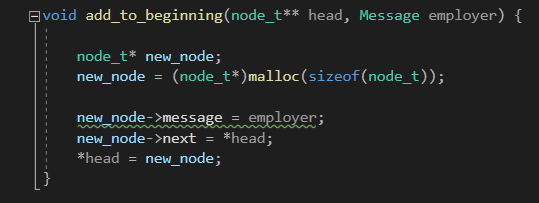 void add_to_beginning(node_t** head, Message employer) {
node_t* new_node;
new_node = (node_t*)malloc(sizeof(node_t));
new_node->message = employer;
new_node->next = *head;
*head = new_node;
}